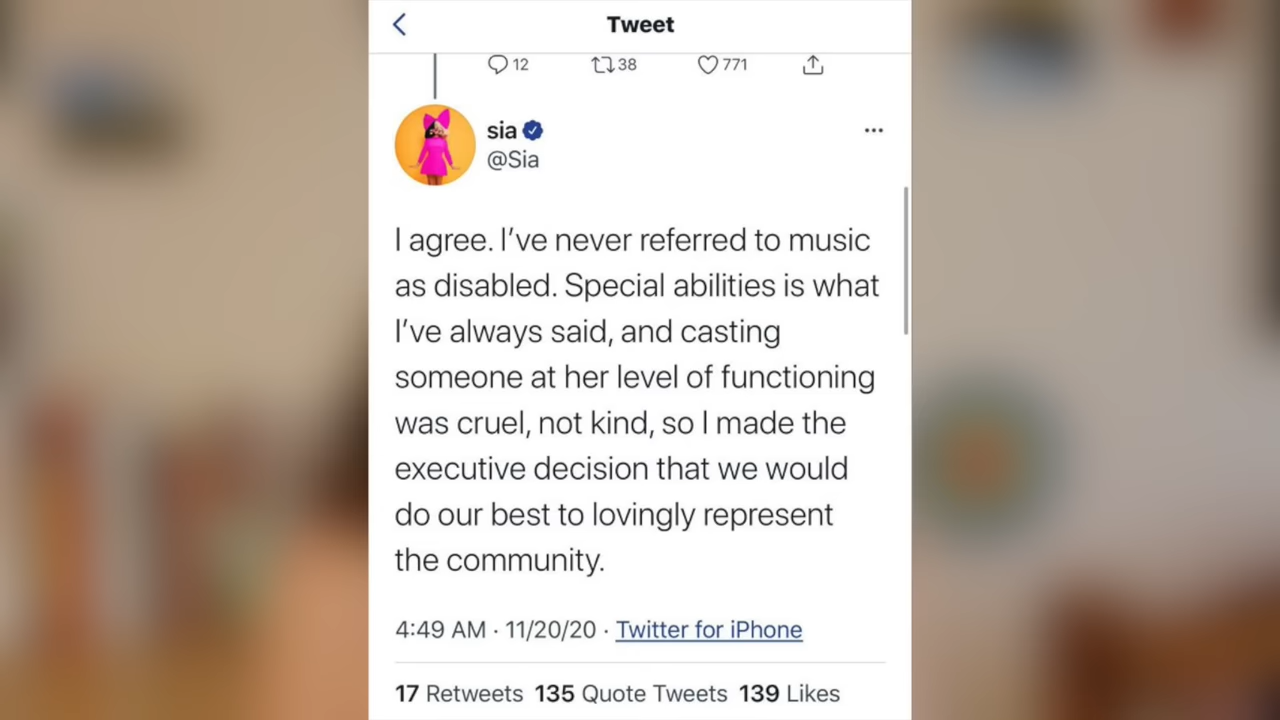 Tweet
12 38 771
sia
@Sia
I agree. I’ve never referred to music
as disabled. Special abilities is what
I’ve always said, and casting
someone at her level of functioning
was cruel, not kind, so I made the
executive decision that we would
do our best to lovingly represent
the community.
4:49 AM · 11/20/20 · Twitter for iPhone
17 Retweets 135 Quote Tweets 139 Likes